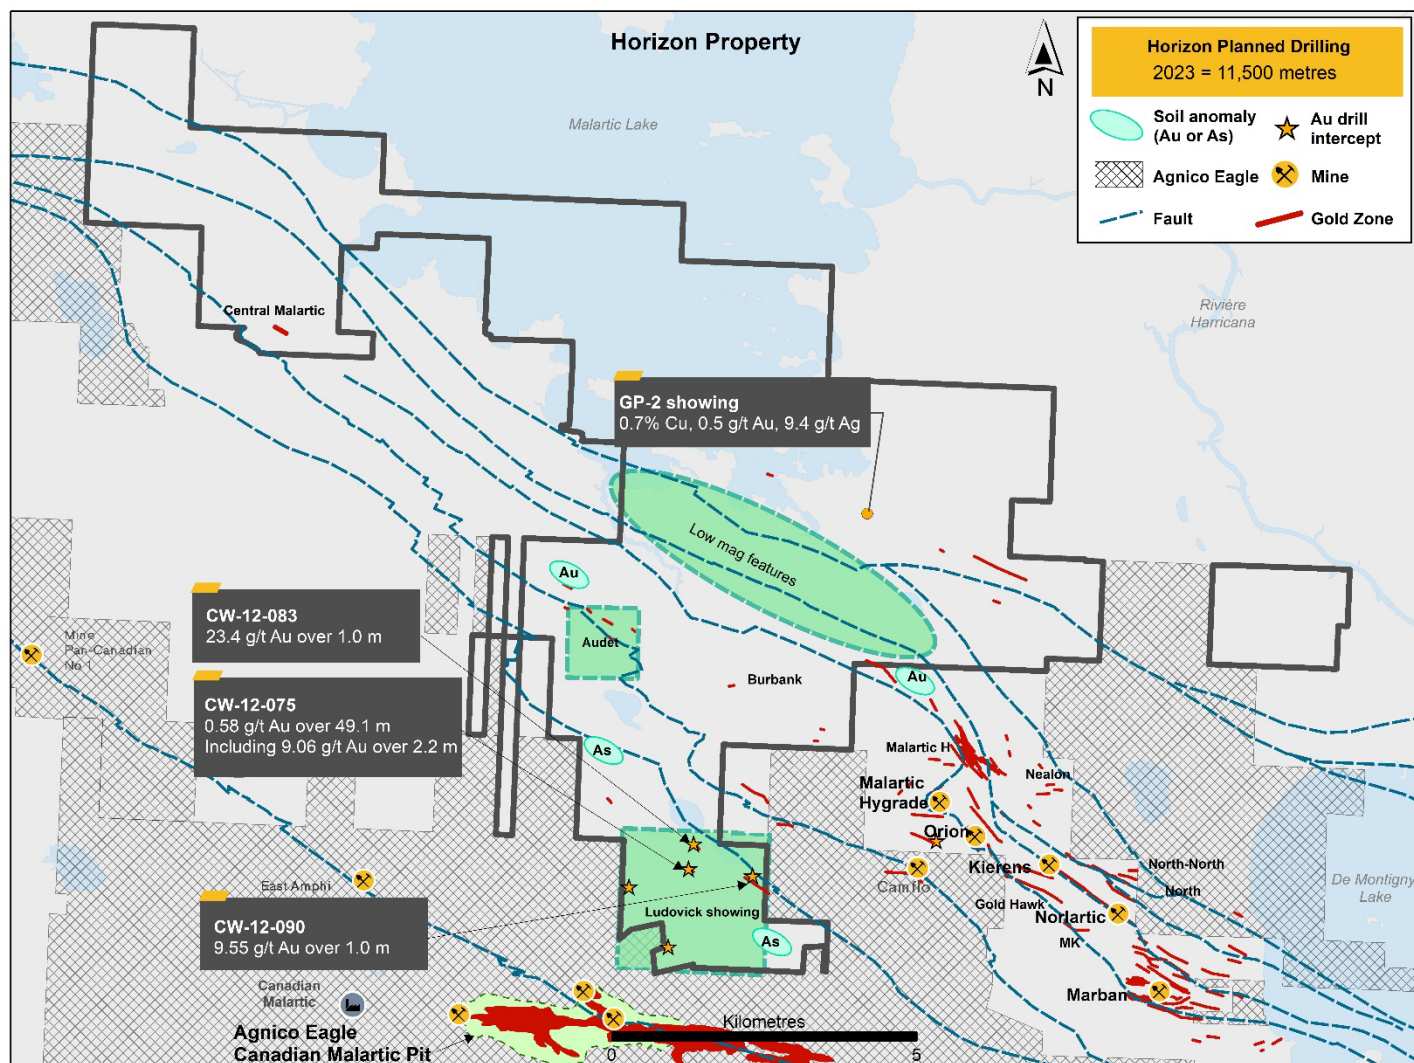 Horizon Property
N
Horizon Planned Drilling
2023 = 11,500 metres
Soil anomaly
(Au or As)
Au drill
intercept
Agnico Eagle
Mine
Fault
Gold Zone
Malartic Lake
Rivière
Harricana
Central Malartic
GP-2 showing
0.7% Cu, 0.5 g/t Au, 9.4 g/t Ag
Low mag features
Au
CW-12-083
23.4 g/t Au over 1.0 m
Audet
Mine
Pan-Canadian
No 1
CW-12-075
0.58 g/t Au over 49.1 m
Including 9.06 g/t Au over 2.2 m
Burbank
Au
As
Malartic H
Nealon
Malartic
Hygrade
Orion
Kierens
North-North
North
Camflo
Gold Hawk
Norlartic
MK
De Montigny
Lake
East Amphi
CW-12-090
9.55 g/t Au over 1.0 m
Ludovick showing
As
Marban
Canadian
Malartic
Agnico Eagle
Canadian Malartic Pit
Kilometres
0
5